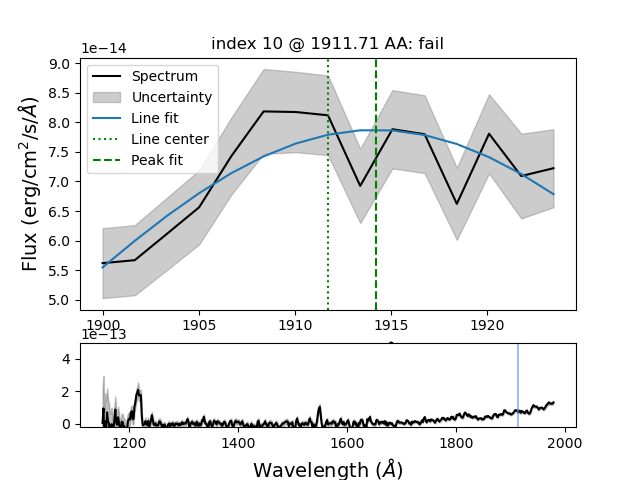 index 10 @ 1911.71 AA: fail
1e−14
9.0
8.5
8.0
7.5
7.0
6.5
6.0
5.5
5.0
Flux (erg/cm²/s/Å)
Spectrum
Uncertainty
Line fit
Line center
Peak fit
1900 1905 1910 1915 1920
1e−13
4
2
0
1200 1400 1600 1800 2000
Wavelength (Å)